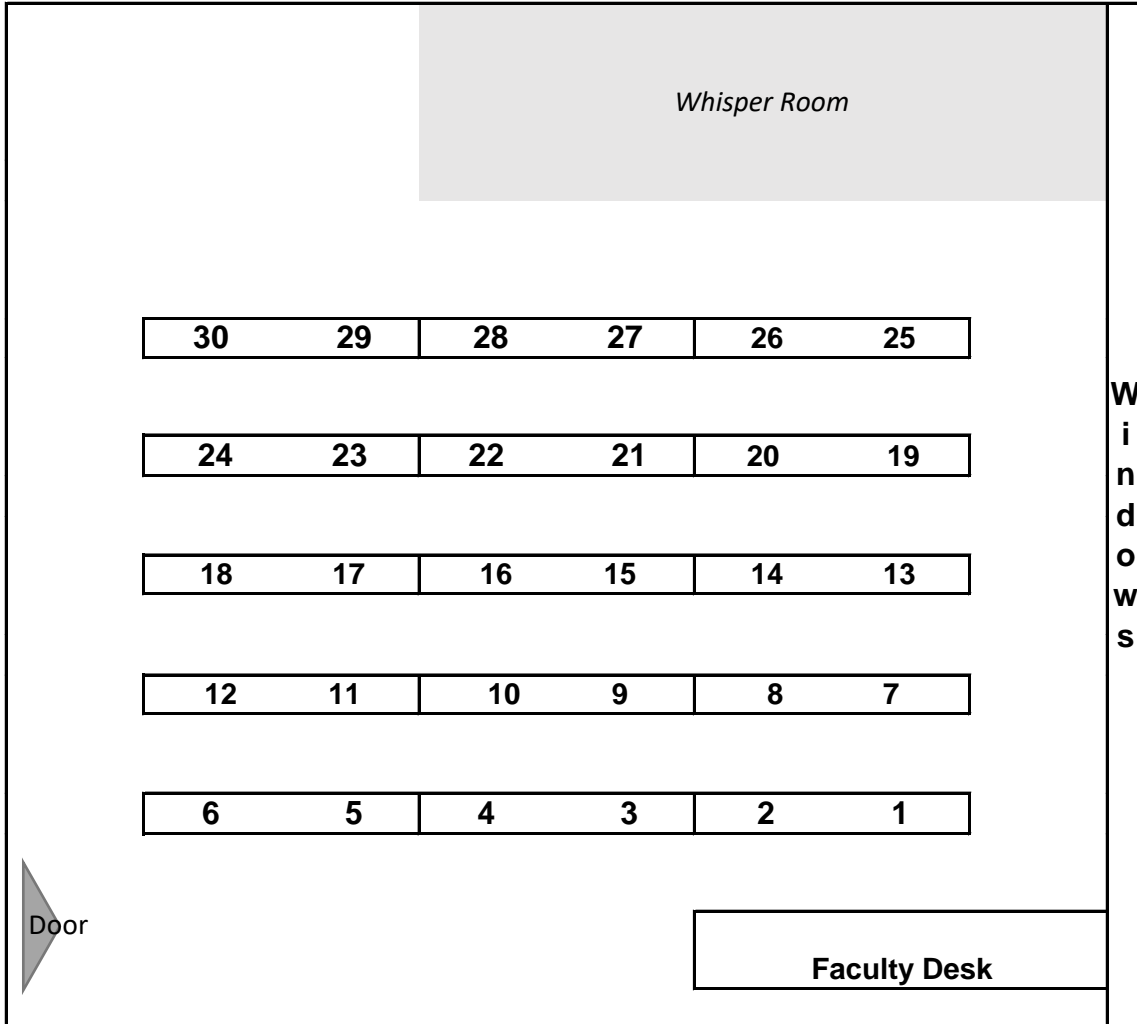 Whisper Room
30 29 28 27 26 25
24 23 22 21 20 19
18 17 16 15 14 13
12 11 10 9 8 7
6 5 4 3 2 1
Windows
Door
Faculty Desk